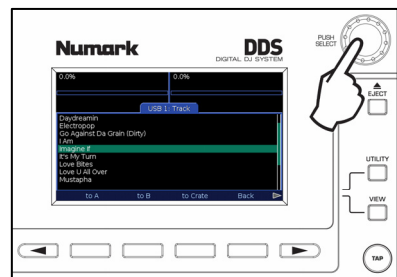 PUSH
SELECT
Numark
DDS
DIGITAL DJ SYSTEM
0.0%
0.0%
USB 1: Track
Daydreamin
Electropop
Go Against Da Grain (Dirty)
I Am
Imagine If
It's My Turn
Love Bites
Love U All Over
Mustapha
to A
to B
to Crate
Back
EJECT
UTILITY
VIEW
TAP